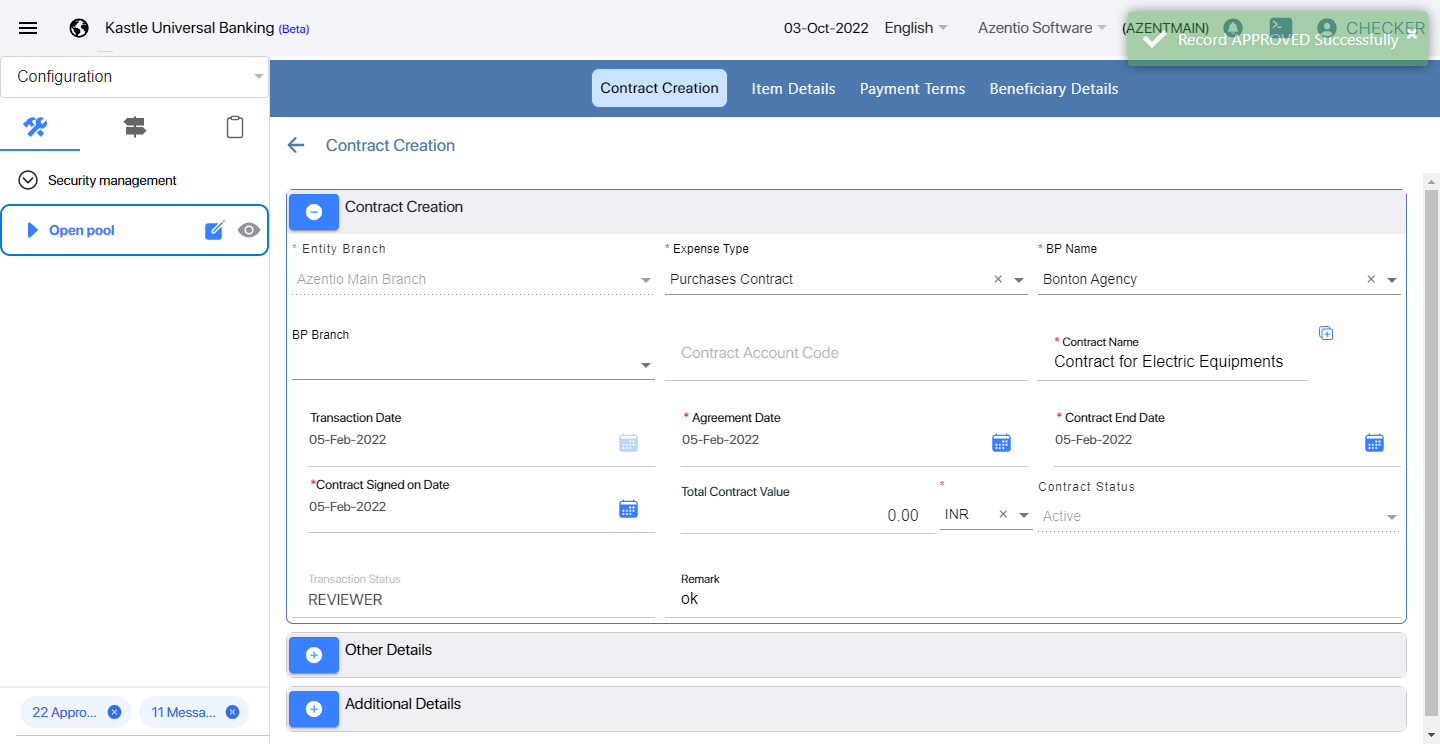 Kastle Universal Banking (Beta)
03-Oct-2022
English
Azentio Software
(AZENTMAIN)
CHECKER
Record APPROVED Successfully
Configuration
Contract Creation
Item Details
Payment Terms
Beneficiary Details
Contract Creation
Security management
Open pool
Contract Creation
* Entity Branch
* Expense Type
* BP Name
Azentio Main Branch
Purchases Contract
Bonton Agency
BP Branch
Contract Account Code
* Contract Name
Contract for Electric Equipments
Transaction Date
* Agreement Date
* Contract End Date
05-Feb-2022
05-Feb-2022
05-Feb-2022
*Contract Signed on Date
Total Contract Value
*
Contract Status
05-Feb-2022
0.00
INR
Active
Transaction Status
Remark
REVIEWER
ok
Other Details
Additional Details
22 Appro...
11 Messa...